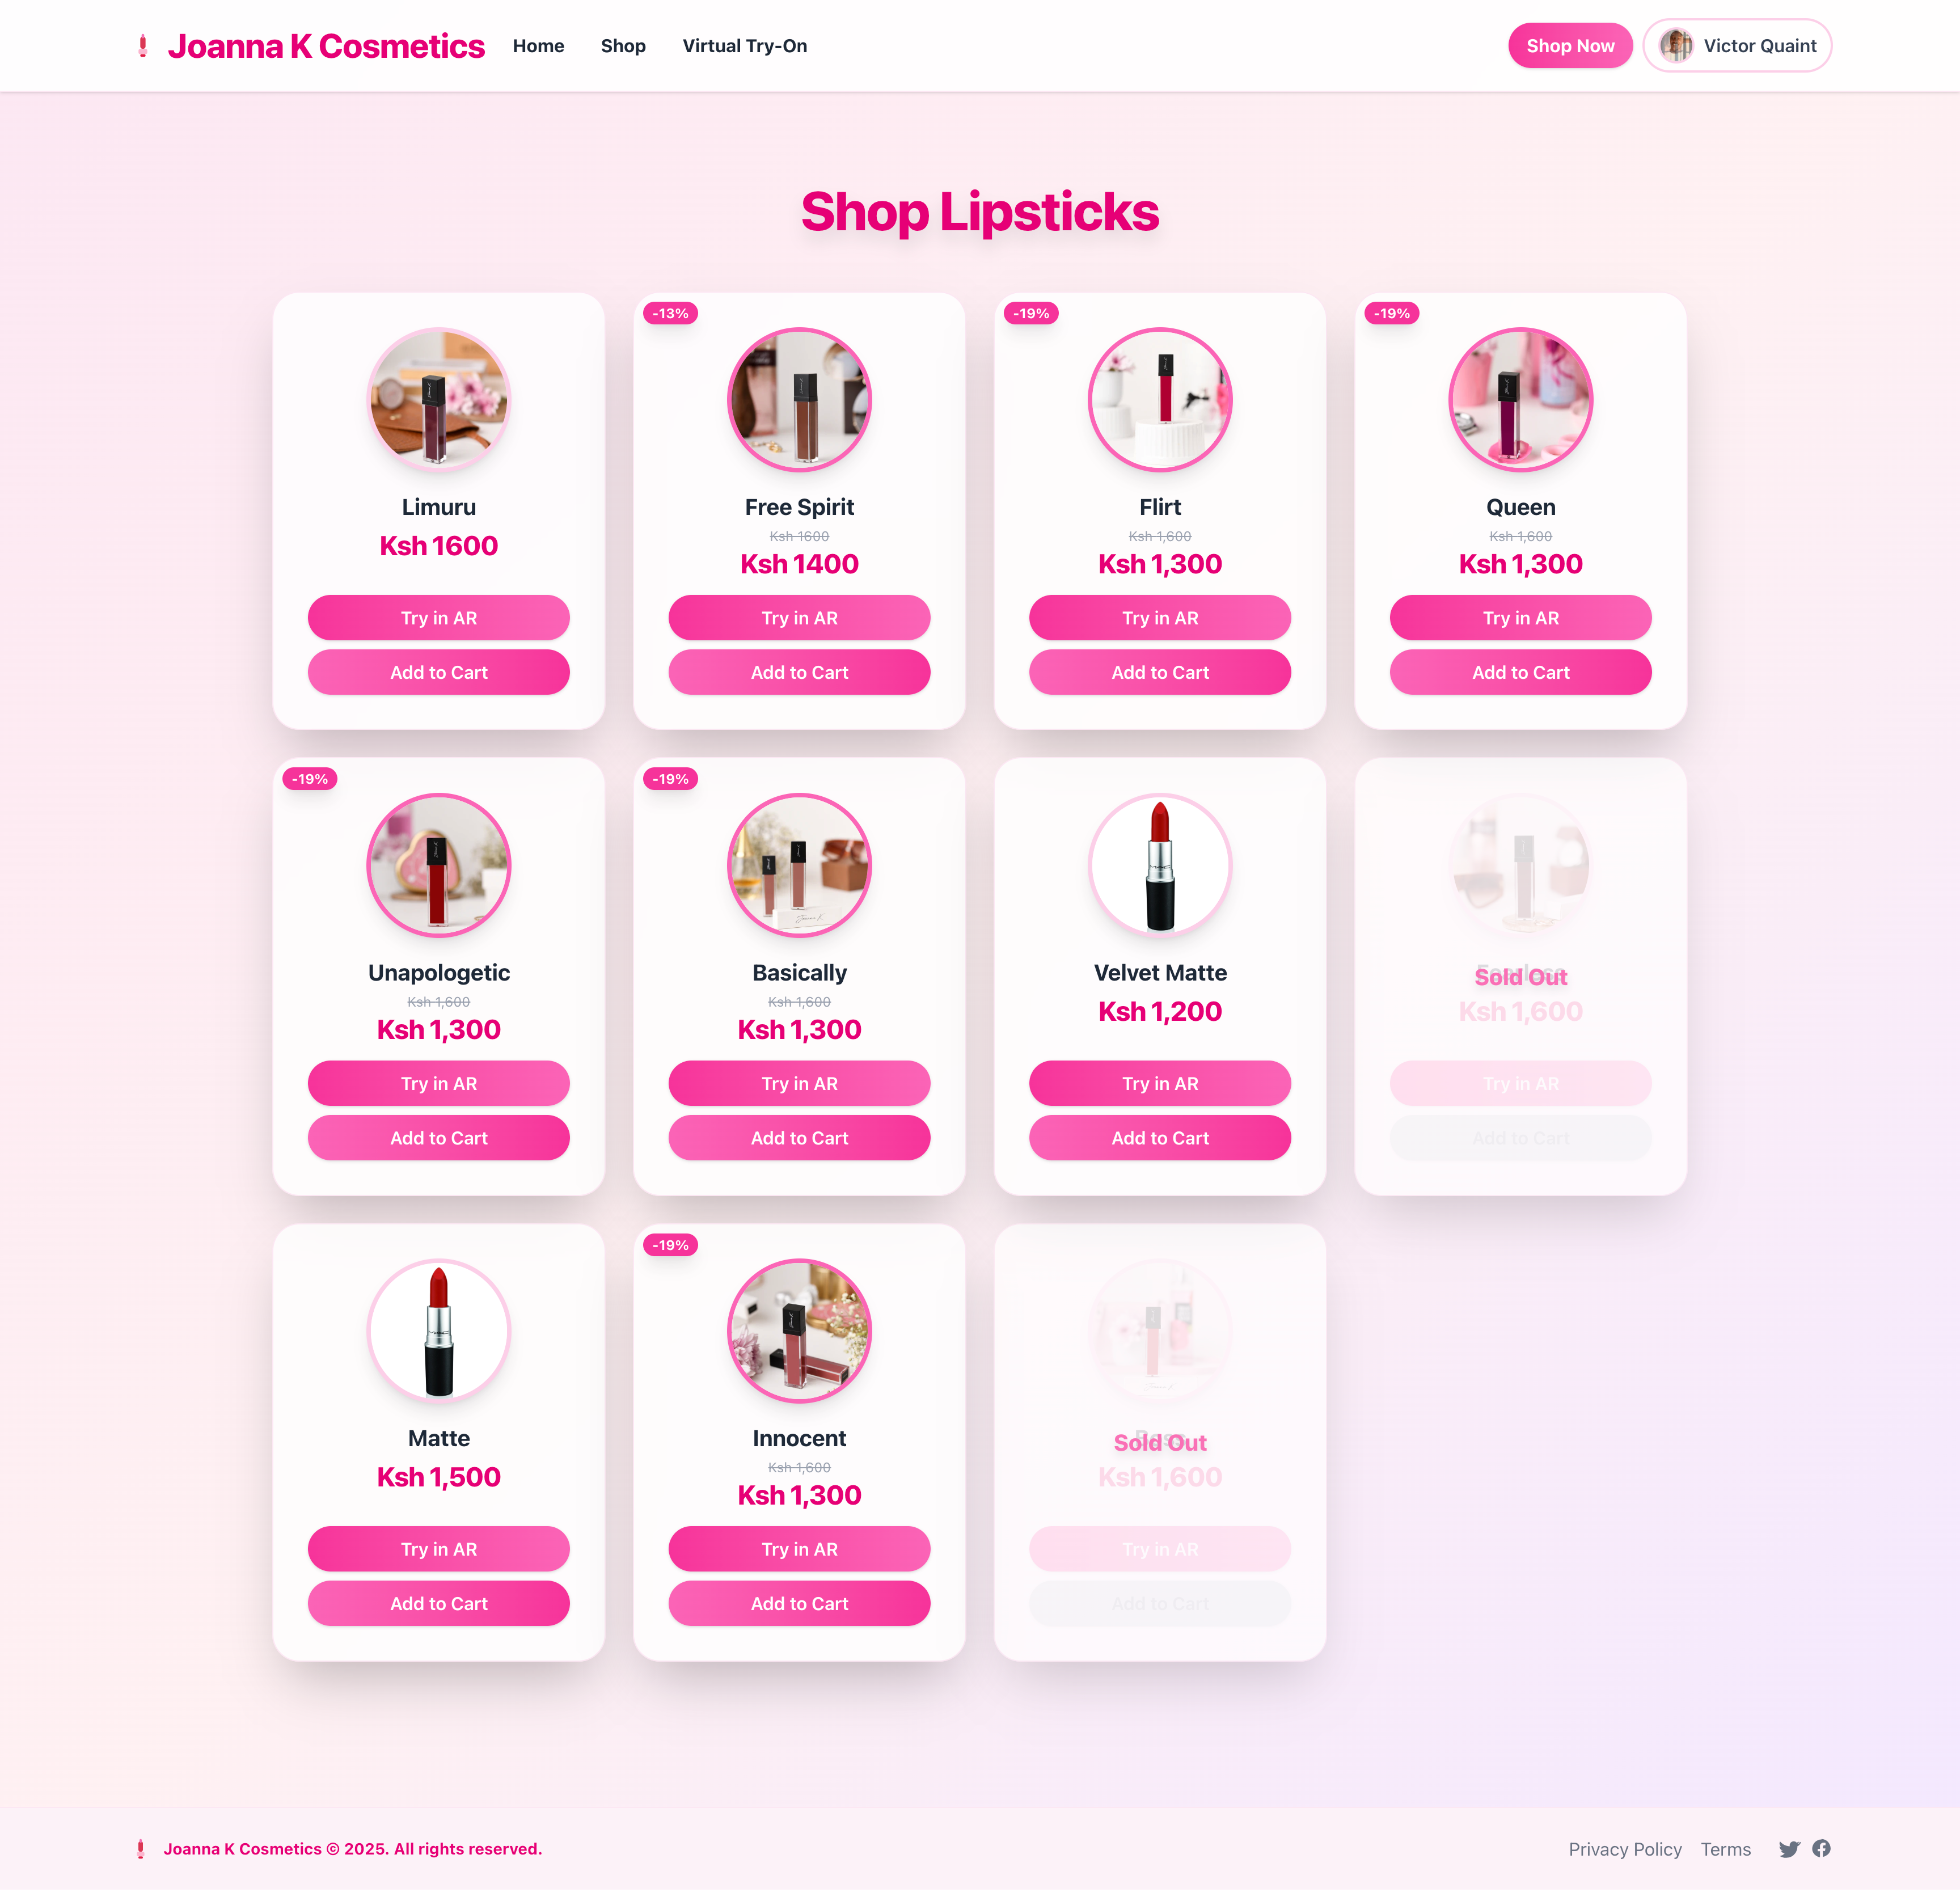 Joanna K Cosmetics Home Shop Virtual Try-On Shop Now Victor Quaint
Shop Lipsticks
Limuru
Ksh 1600
Try in AR
Add to Cart
-13%
Free Spirit
Ksh 1600
Ksh 1400
Try in AR
Add to Cart
-19%
Flirt
Ksh 1,600
Ksh 1,300
Try in AR
Add to Cart
-19%
Queen
Ksh 1,600
Ksh 1,300
Try in AR
Add to Cart
-19%
Unapologetic
Ksh 1,600
Ksh 1,300
Try in AR
Add to Cart
-19%
Basically
Ksh 1,600
Ksh 1,300
Try in AR
Add to Cart
Velvet Matte
Ksh 1,200
Try in AR
Add to Cart
Sold Out
Ksh 1,600
Try in AR
Add to Cart
Matte
Ksh 1,500
Try in AR
Add to Cart
-19%
Innocent
Ksh 1,600
Ksh 1,300
Try in AR
Add to Cart
Sold Out
Ksh 1,600
Try in AR
Add to Cart
Joanna K Cosmetics © 2025. All rights reserved. Privacy Policy Terms